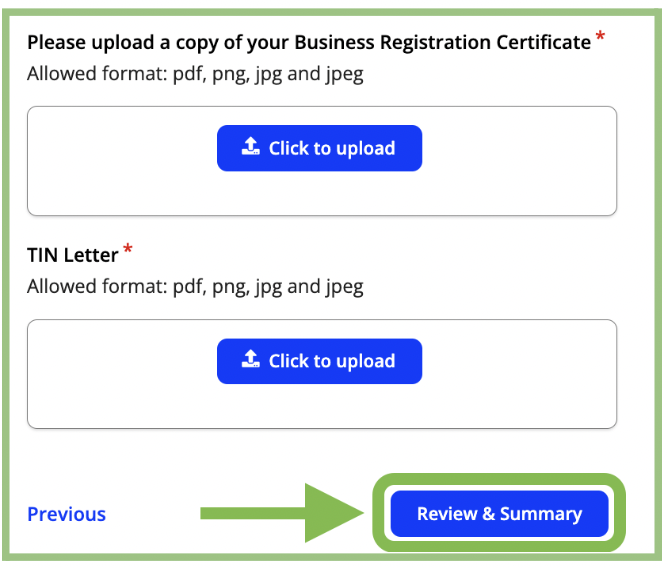 Please upload a copy of your Business Registration Certificate *
Allowed format: pdf, png, jpg and jpeg
Click to upload
TIN Letter *
Allowed format: pdf, png, jpg and jpeg
Click to upload
Previous
Review & Summary